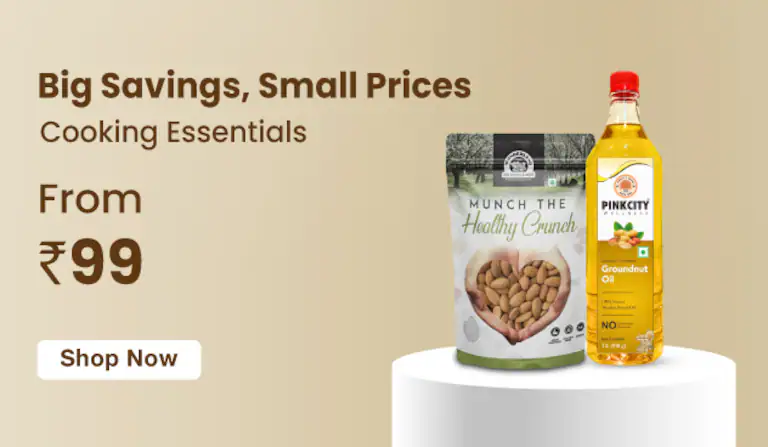 Big Savings, Small Prices
Cooking Essentials
From
₹99
Shop Now
MUNCH THE
Healthy Crunch
PINKCITY
WELLNESS
Groundnut
Oil
NO